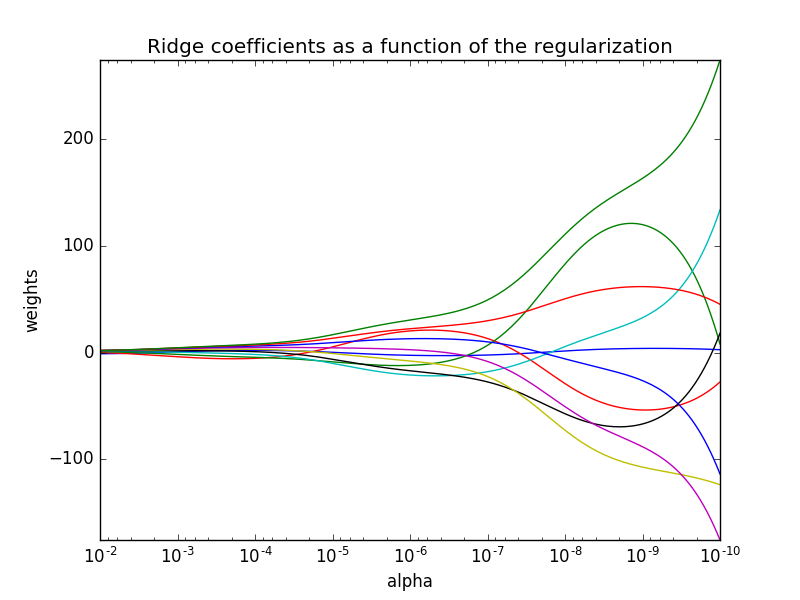 Ridge coefficients as a function of the regularization
200
100
0
−100
weights
10⁻² 10⁻³ 10⁻⁴ 10⁻⁵ 10⁻⁶ 10⁻⁷ 10⁻⁸ 10⁻⁹ 10⁻¹⁰
alpha